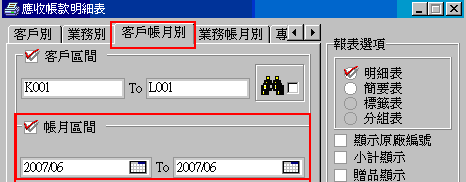 應收帳款明細表
客戶別 業務別 客戶帳月別 業務帳月別
客戶區間
K001 To L001
帳月區間
2007/06 To 2007/06
報表選項
明細表
簡要表
標籤表
分組表
顯示原廠編號
小計顯示
贈品顯示